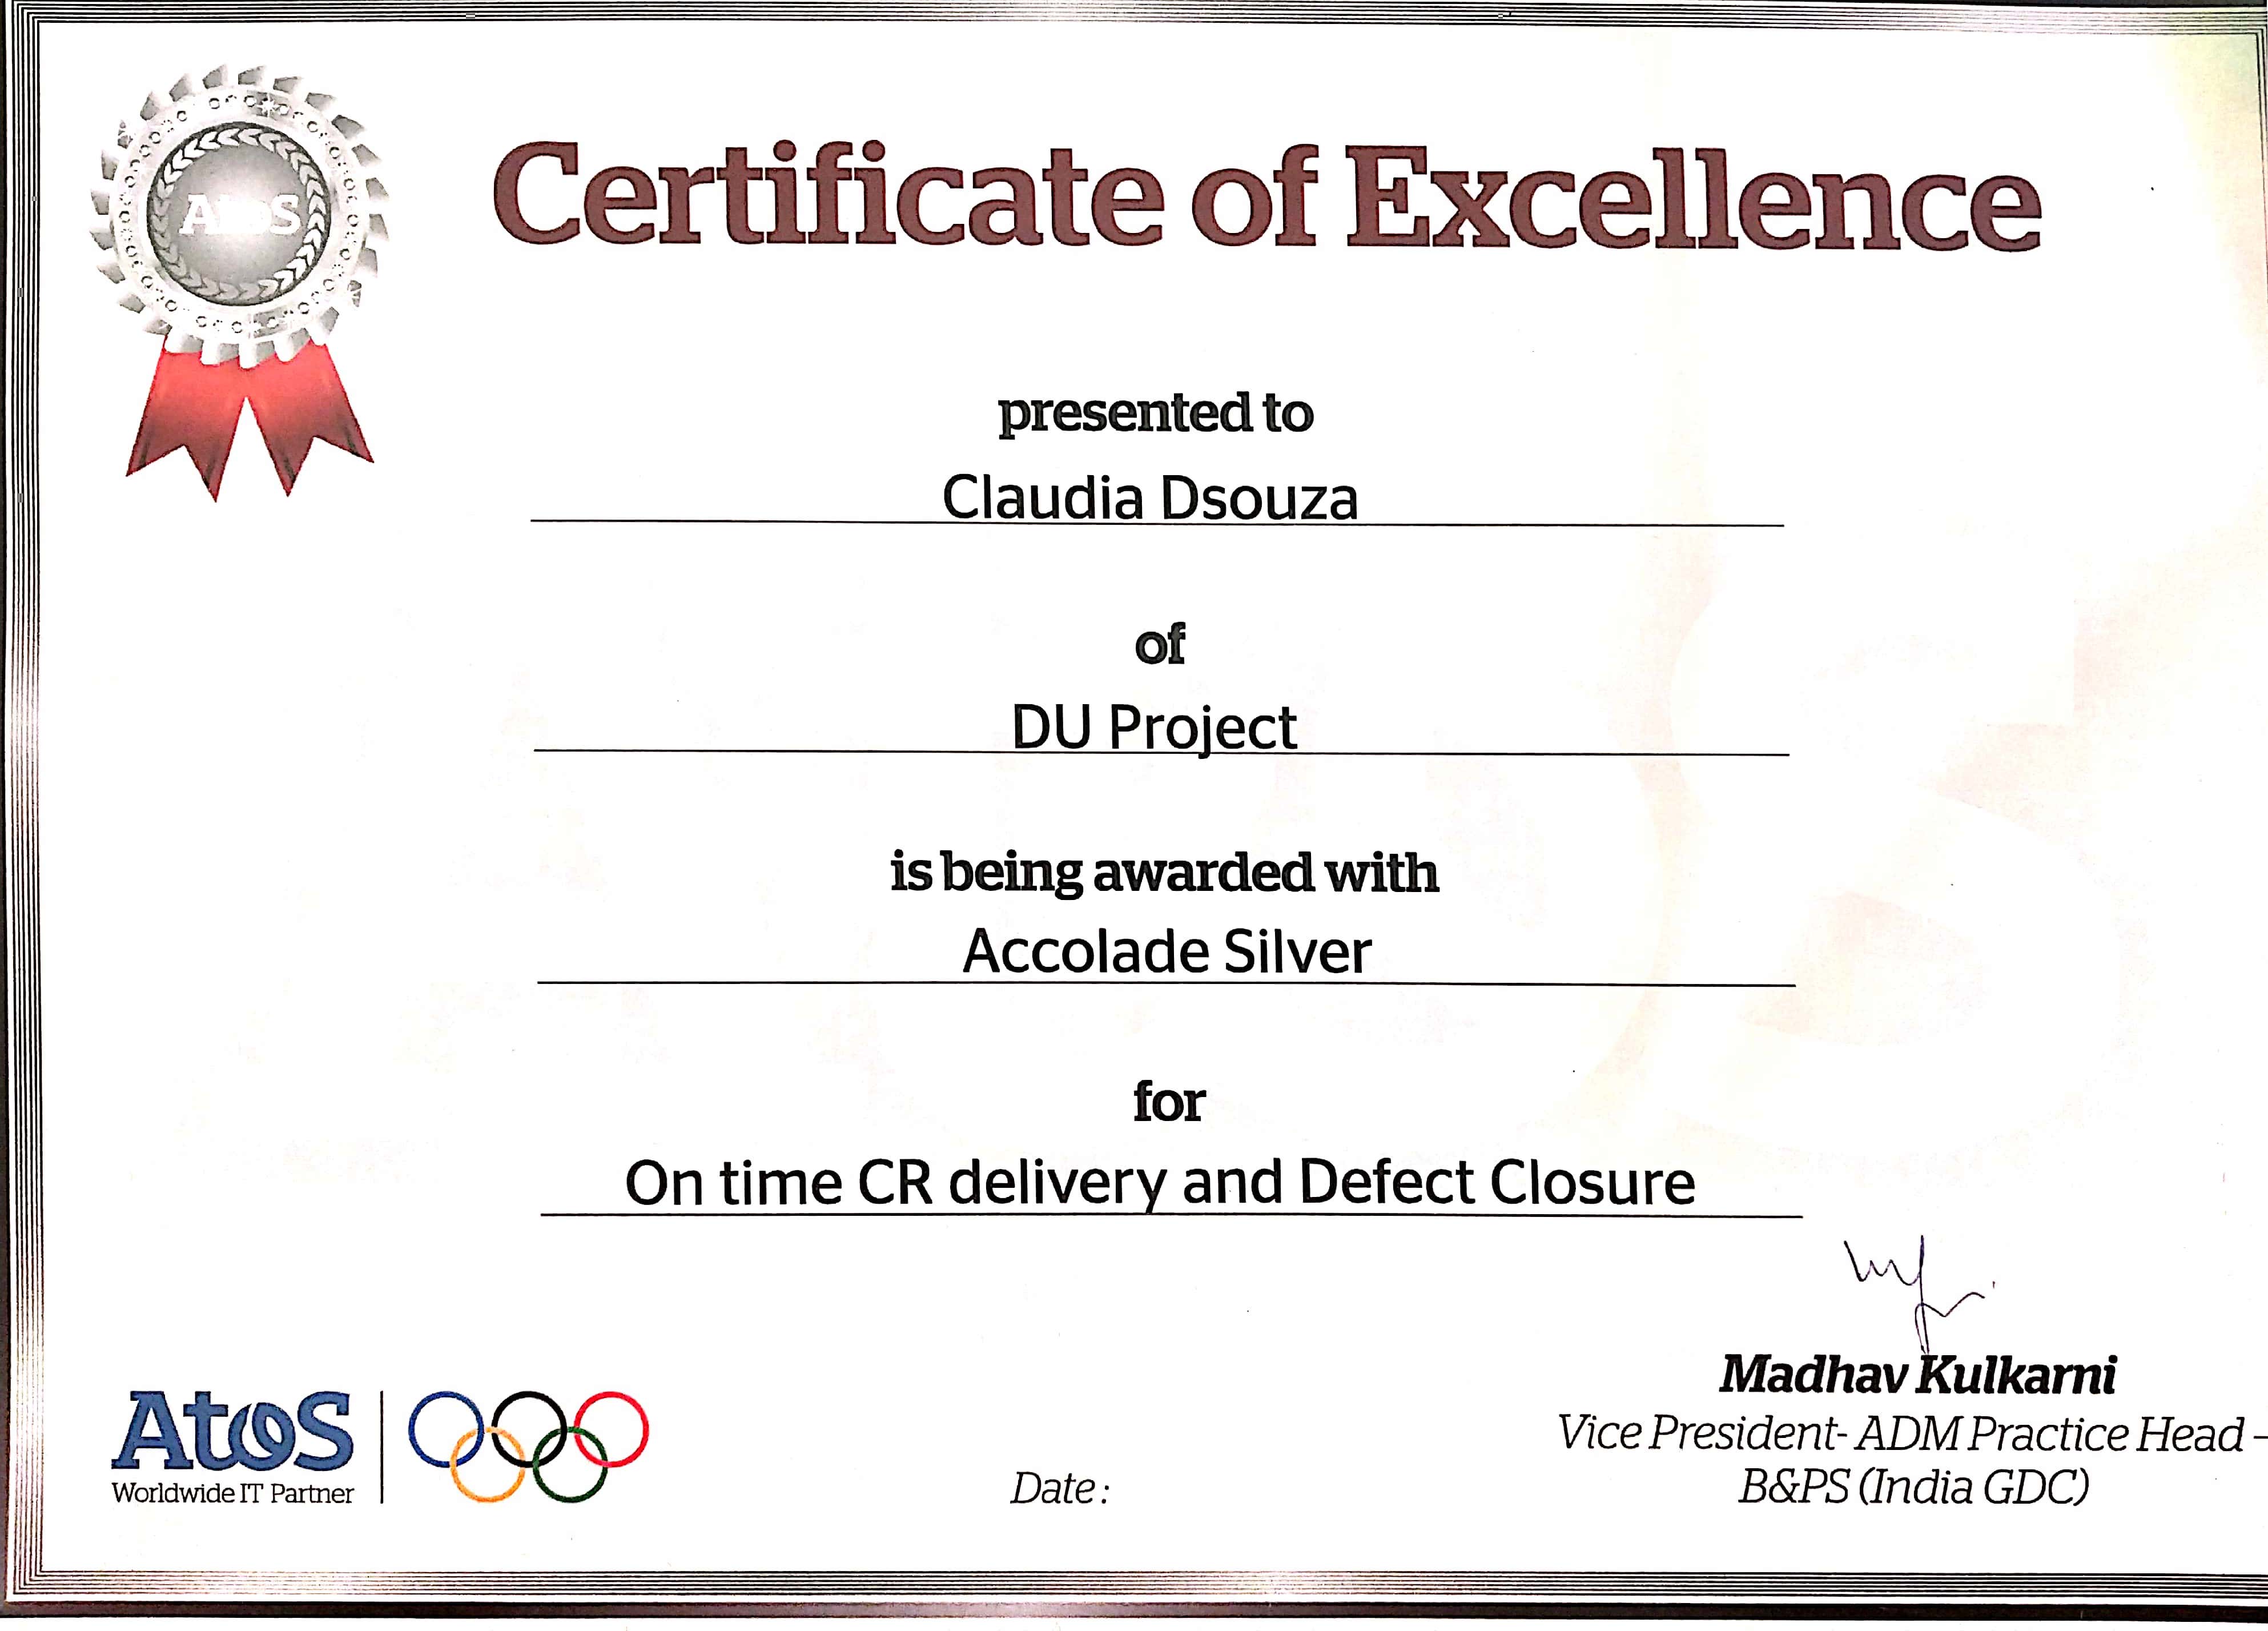 Certificate of Excellence
presented to
Claudia Dsouza
of
DU Project
is being awarded with
Accolade Silver
for
On time CR delivery and Defect Closure
Madhav Kulkarni
Vice President- ADM Practice Head –
B&PS (India GDC)
Date:
Atos
Worldwide IT Partner